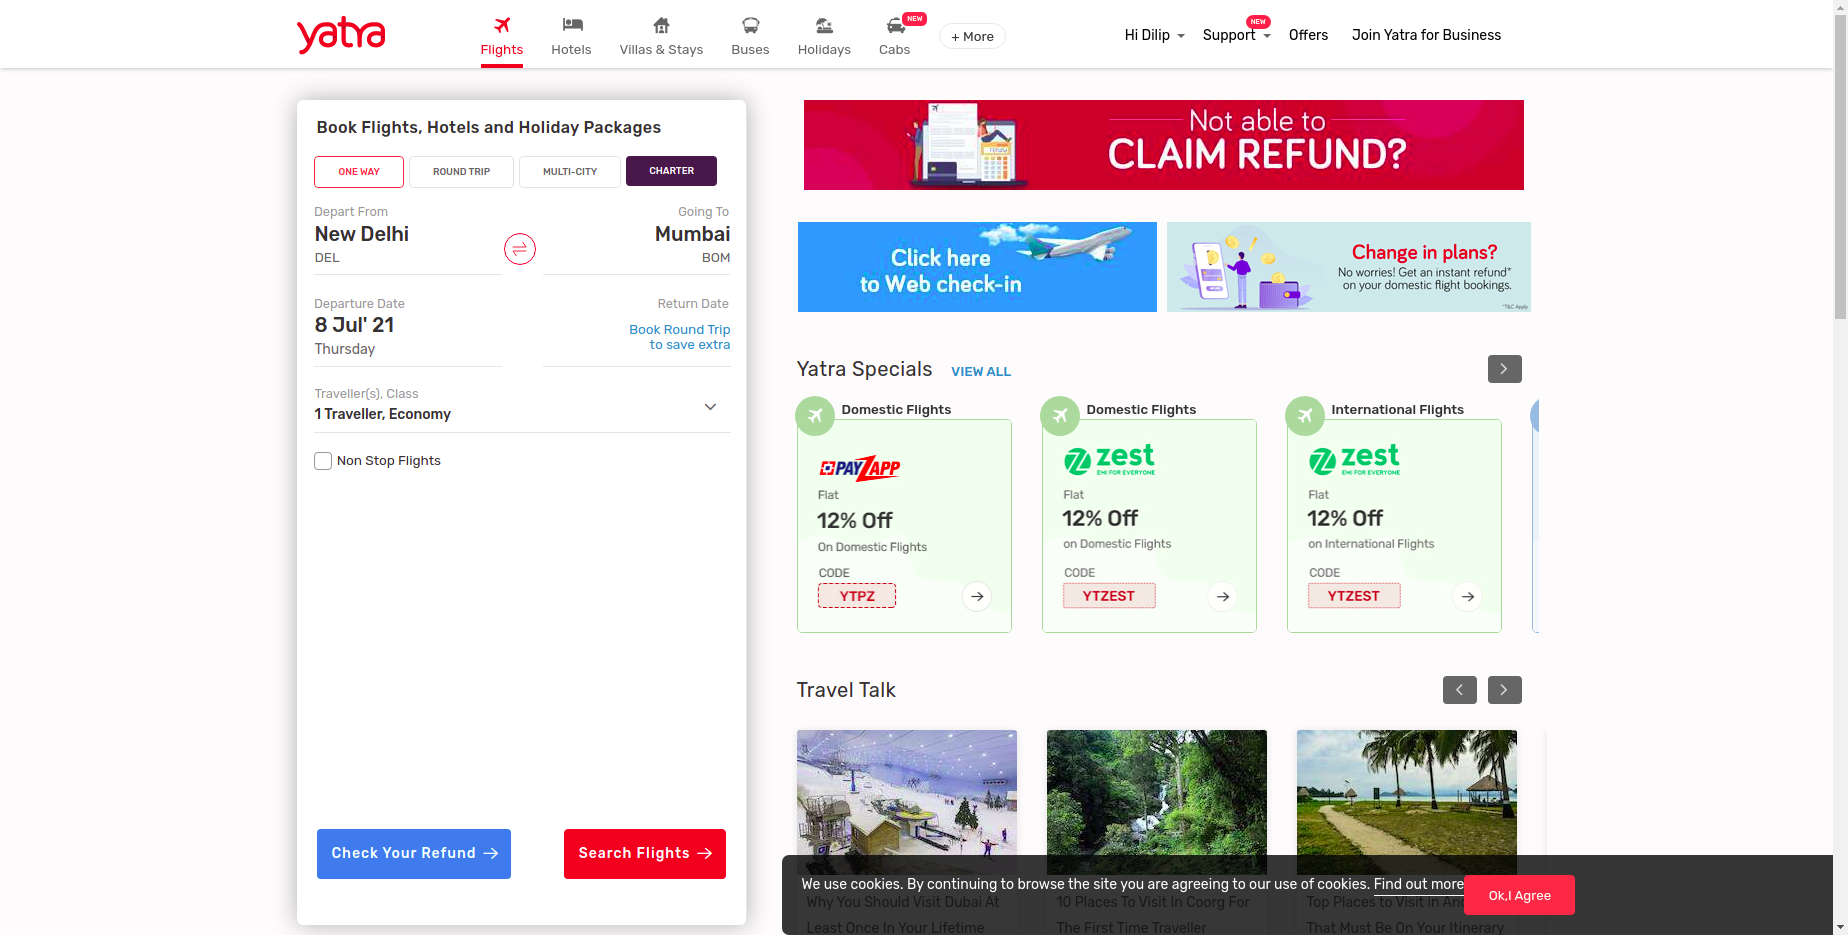 yatra
Flights
Hotels
Villas & Stays
Buses
Holidays
NEW
Cabs
+ More
Hi Dilip
NEW
Support
Offers
Join Yatra for Business
Book Flights, Hotels and Holiday Packages
ONE WAY
ROUND TRIP
MULTI-CITY
CHARTER
Depart From
New Delhi
DEL
Going To
Mumbai
BOM
Departure Date
8 Jul' 21
Thursday
Return Date
Book Round Trip
to save extra
Traveller(s), Class
1 Traveller, Economy
Non Stop Flights
Check Your Refund
Search Flights
Not able to
CLAIM REFUND?
Click here
to Web check-in
Change in plans?
No worries! Get an instant refund*
on your domestic flight bookings.
*T&C Apply
Yatra Specials
VIEW ALL
Domestic Flights
PAYZAPP
Flat
12% Off
On Domestic Flights
CODE
YTPZ
Domestic Flights
zest
EMI FOR EVERYONE
Flat
12% Off
on Domestic Flights
CODE
YTZEST
International Flights
zest
EMI FOR EVERYONE
Flat
12% Off
on International Flights
CODE
YTZEST
Travel Talk
We use cookies. By continuing to browse the site you are agreeing to our use of cookies. Find out more
Ok,I Agree
Why You Should Visit Dubai At
Least Once In Your Lifetime
10 Places To Visit In Coorg For
The First Time Traveller
Top Places to Visit in
That Must Be On Your Itinerary